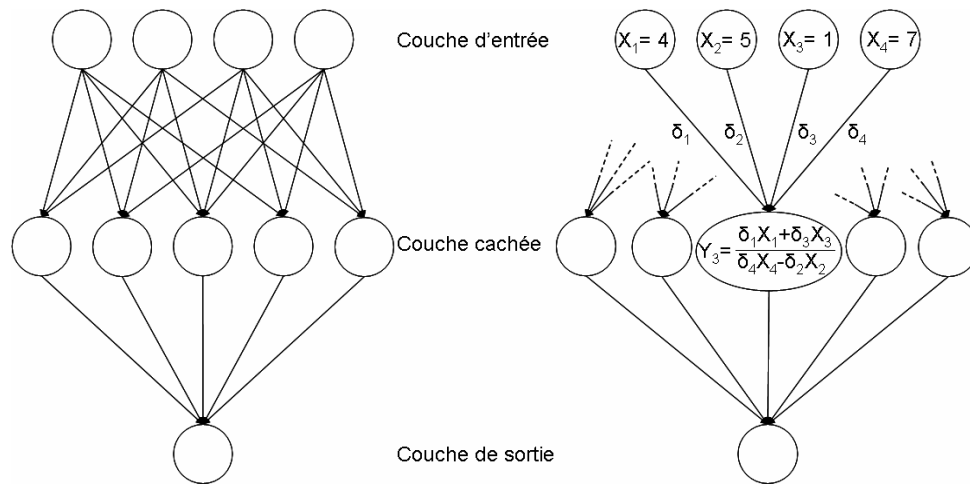 Couche d'entrée
X₁= 4
X₂= 5
X₃= 1
X₄= 7
δ₁
δ₂
δ₃
δ₄
Couche cachée
Y₃= δ₁X₁+δ₃X₃
δ₄X₄-δ₂X₂
Couche de sortie